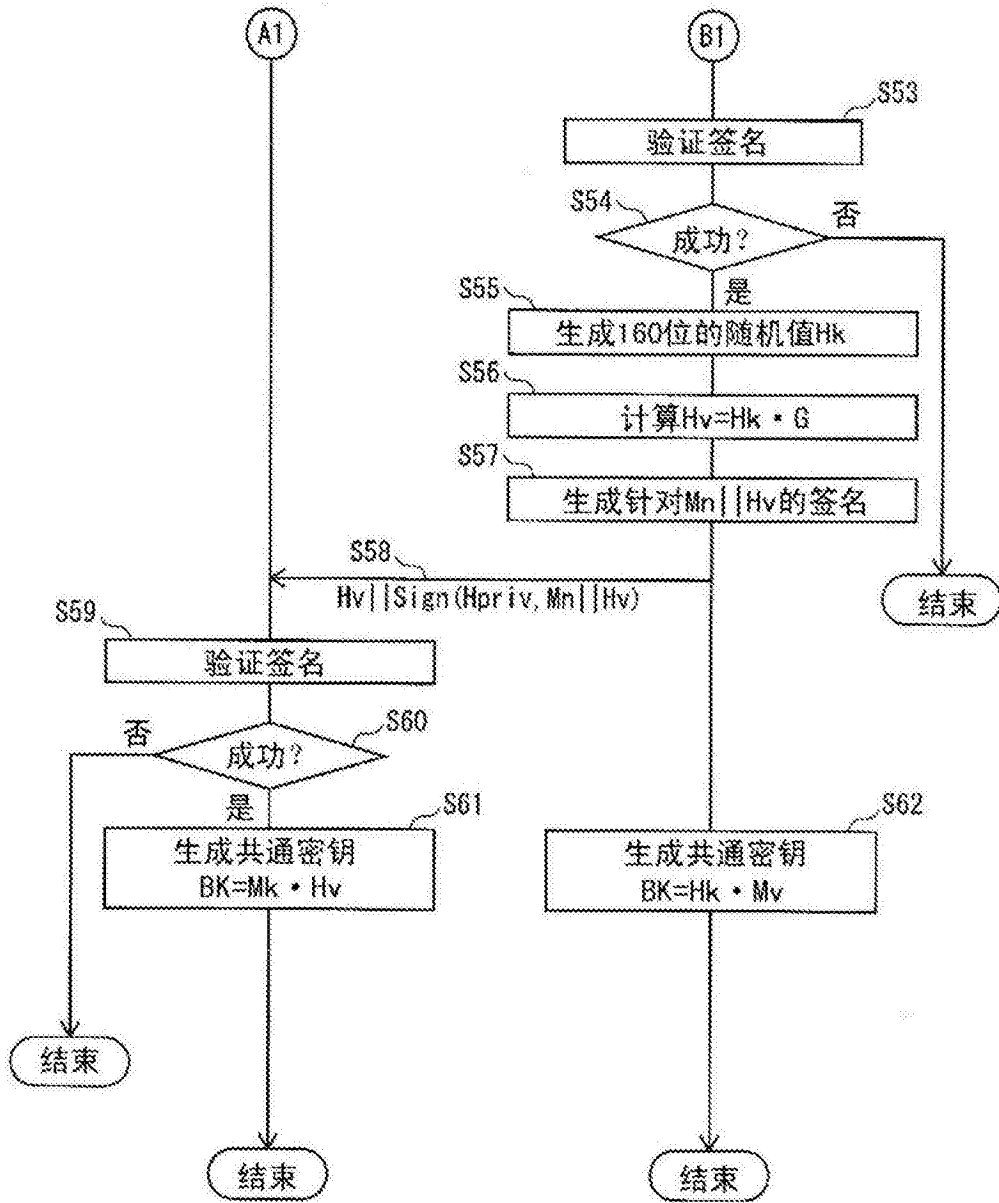 A1
B1
S53
验证签名
S54
成功?
否
是
S55
生成160位的随机值Hk
S56
计算Hv=Hk·G
S57
生成针对Mn||Hv的签名
S58
Hv||Sign(Hpriv,Mn||Hv)
结束
S59
验证签名
S60
否
成功?
是
S61
生成共通密钥
BK=Mk·Hv
S62
生成共通密钥
BK=Hk·Mv
结束
结束
结束